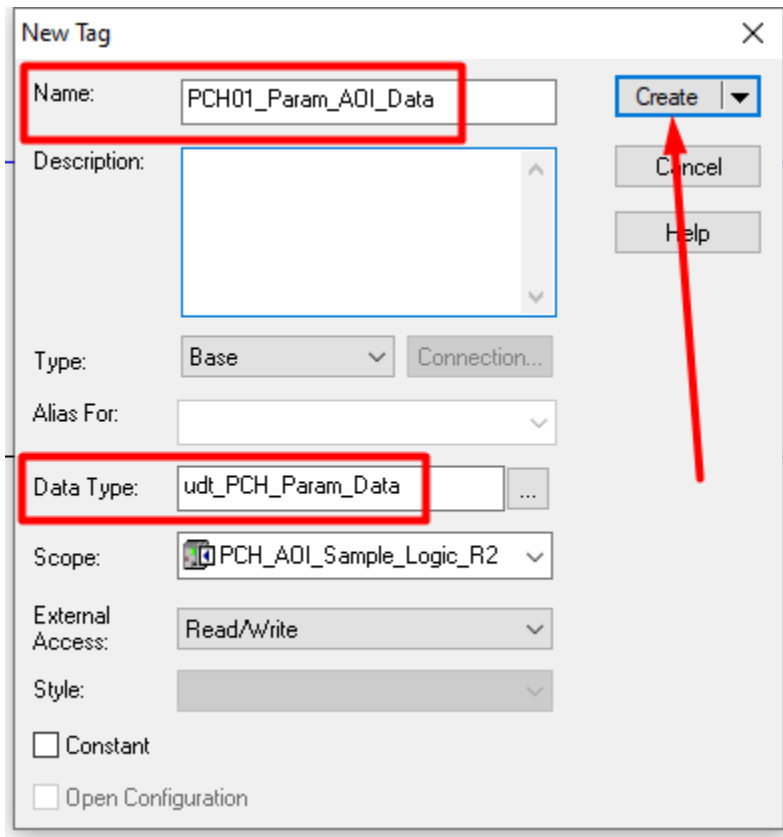 New Tag
Name:
PCH01_Param_AOI_Data
Create
Description:
Cancel
Help
Type:
Base
Connection...
Alias For:
Data Type:
udt_PCH_Param_Data
...
Scope:
PCH_AOI_Sample_Logic_R2
External
Access:
Read/Write
Style:
Constant
Open Configuration